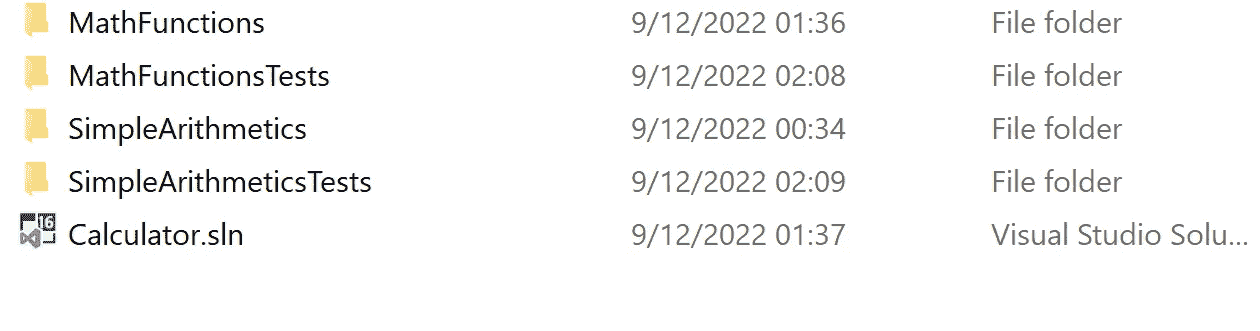 MathFunctions 9/12/2022 01:36 File folder
MathFunctionsTests 9/12/2022 02:08 File folder
SimpleArithmetics 9/12/2022 00:34 File folder
SimpleArithmeticsTests 9/12/2022 02:09 File folder
16 Calculator.sln 9/12/2022 01:37 Visual Studio Solu...